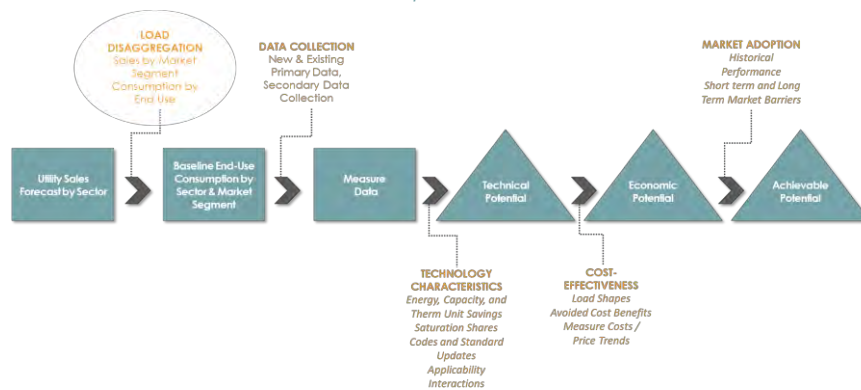 LOAD
DISAGGREGATION
Sales by Market
Segment
Consumption by
End Use
DATA COLLECTION
New & Existing
Primary Data,
Secondary Data
Collection
MARKET ADOPTION
Historical
Performance
Short term and Long
Term Market Barriers
Utility Sales
Forecast by Sector
Baseline End-Use
Consumption by
Sector & Market
Segment
Measure
Data
Technical
Potential
Economic
Potential
Achievable
Potential
TECHNOLOGY
CHARACTERISTICS
Energy, Capacity, and
Therm Unit Savings
Saturation Shares
Codes and Standard
Updates
Applicability
Interactions
COST-
EFFECTIVENESS
Load Shapes
Avoided Cost Benefits
Measure Costs /
Price Trends